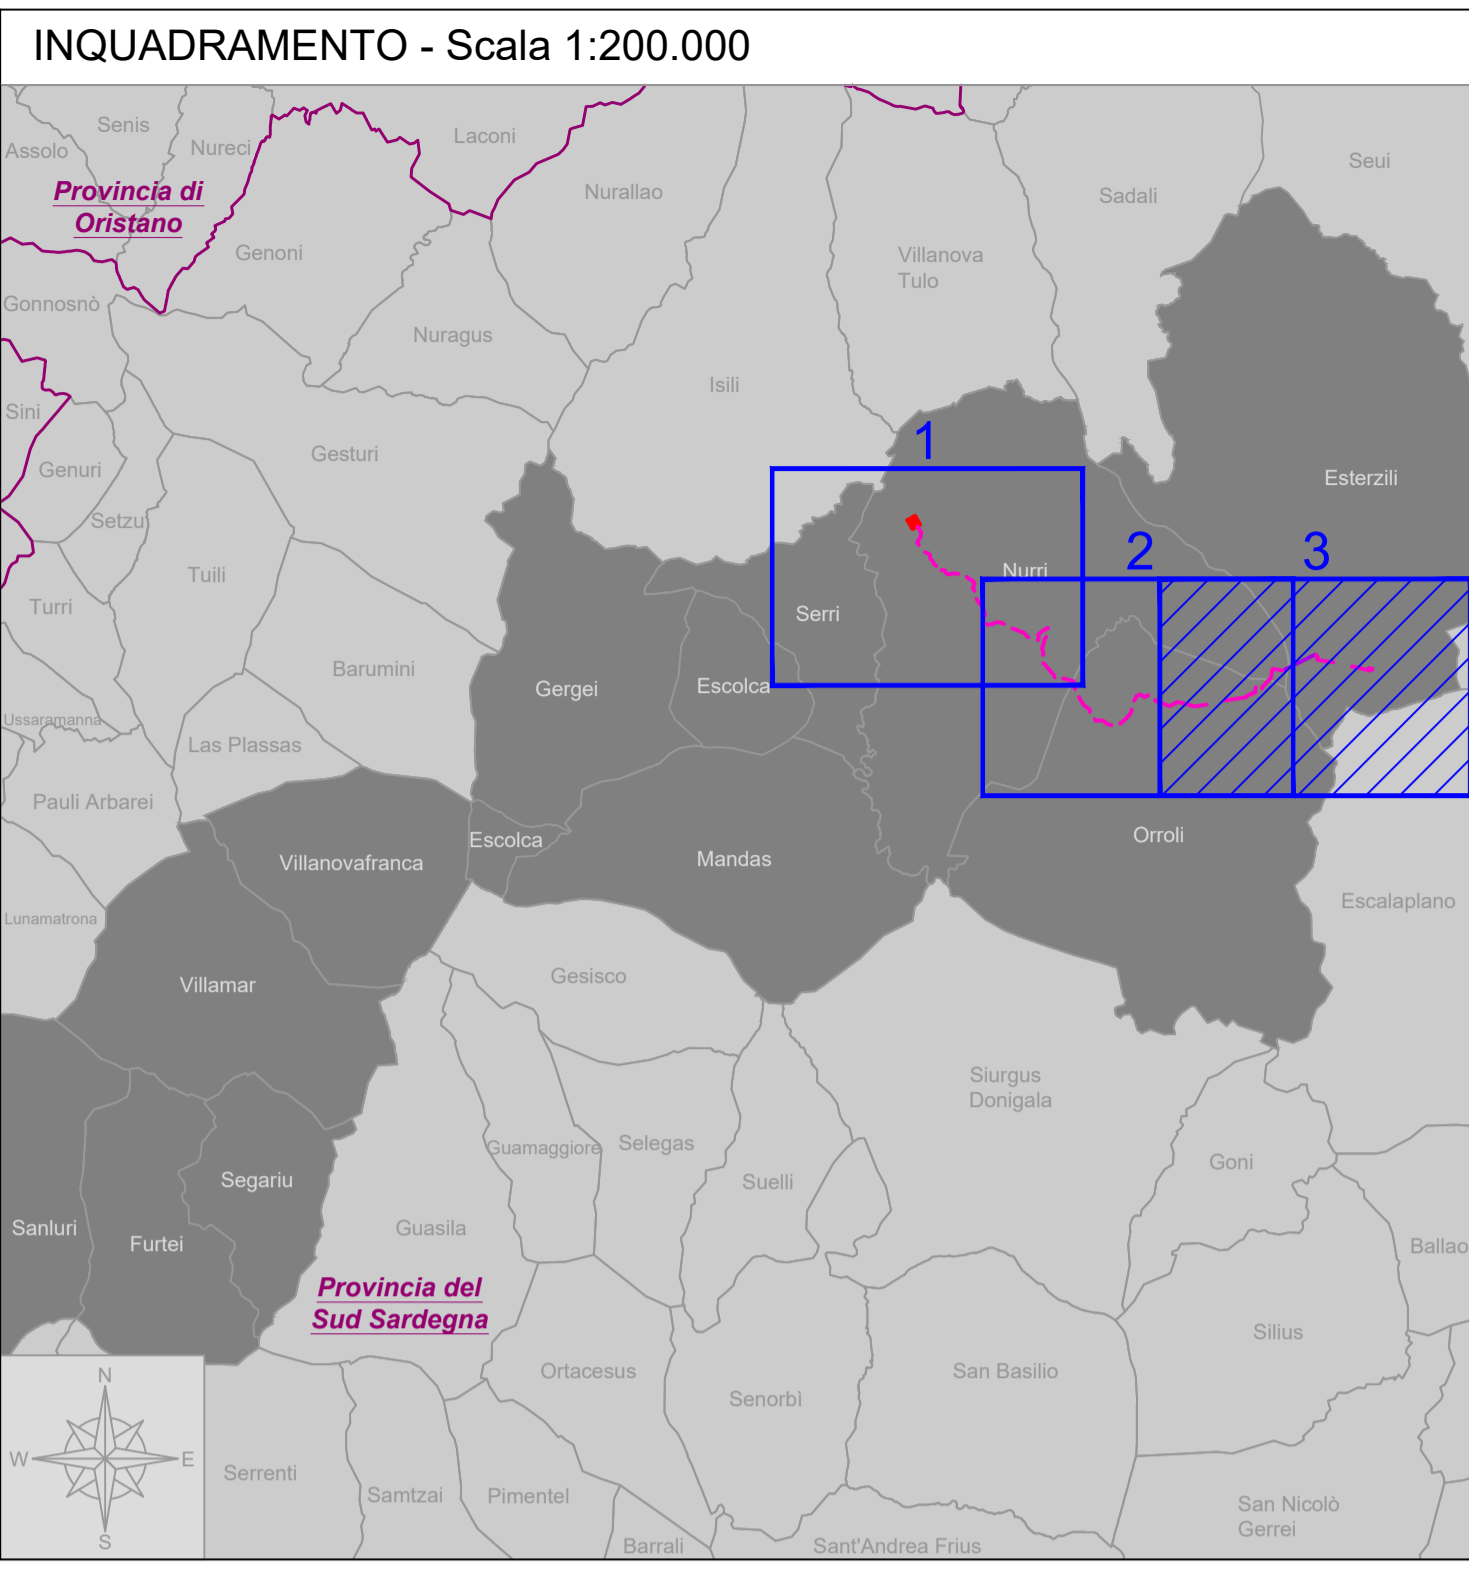 INQUADRAMENTO - Scala 1:200.000
Senis
Assolo
Nureci
Laconi
Seui
Provincia di
Oristano
Nurallao
Sadali
Genoni
Villanova
Tulo
Gonnosnò
Nuragus
Isili
Sini
Gesturi
1
Genuri
Esterzili
Setzu
2
3
Tuili
Nurri
Turri
Serri
Barumini
Gergei
Escolca
Ussaramanna
Las Plassas
Pauli Arbarei
Escolca
Orroli
Villanovafranca
Mandas
Lunamatrona
Escalaplano
Villamar
Gesisco
Siurgus
Donigala
Guamaggiore
Selegas
Goni
Segariu
Suelli
Sanluri
Furtei
Guasila
Ballao
Provincia del
Sud Sardegna
Silius
Ortacesus
San Basilio
Senorbì
N
W
E
S
Serrenti
Samtzai
Pimentel
San Nicolò
Gerrei
Barrali
Sant'Andrea Frius